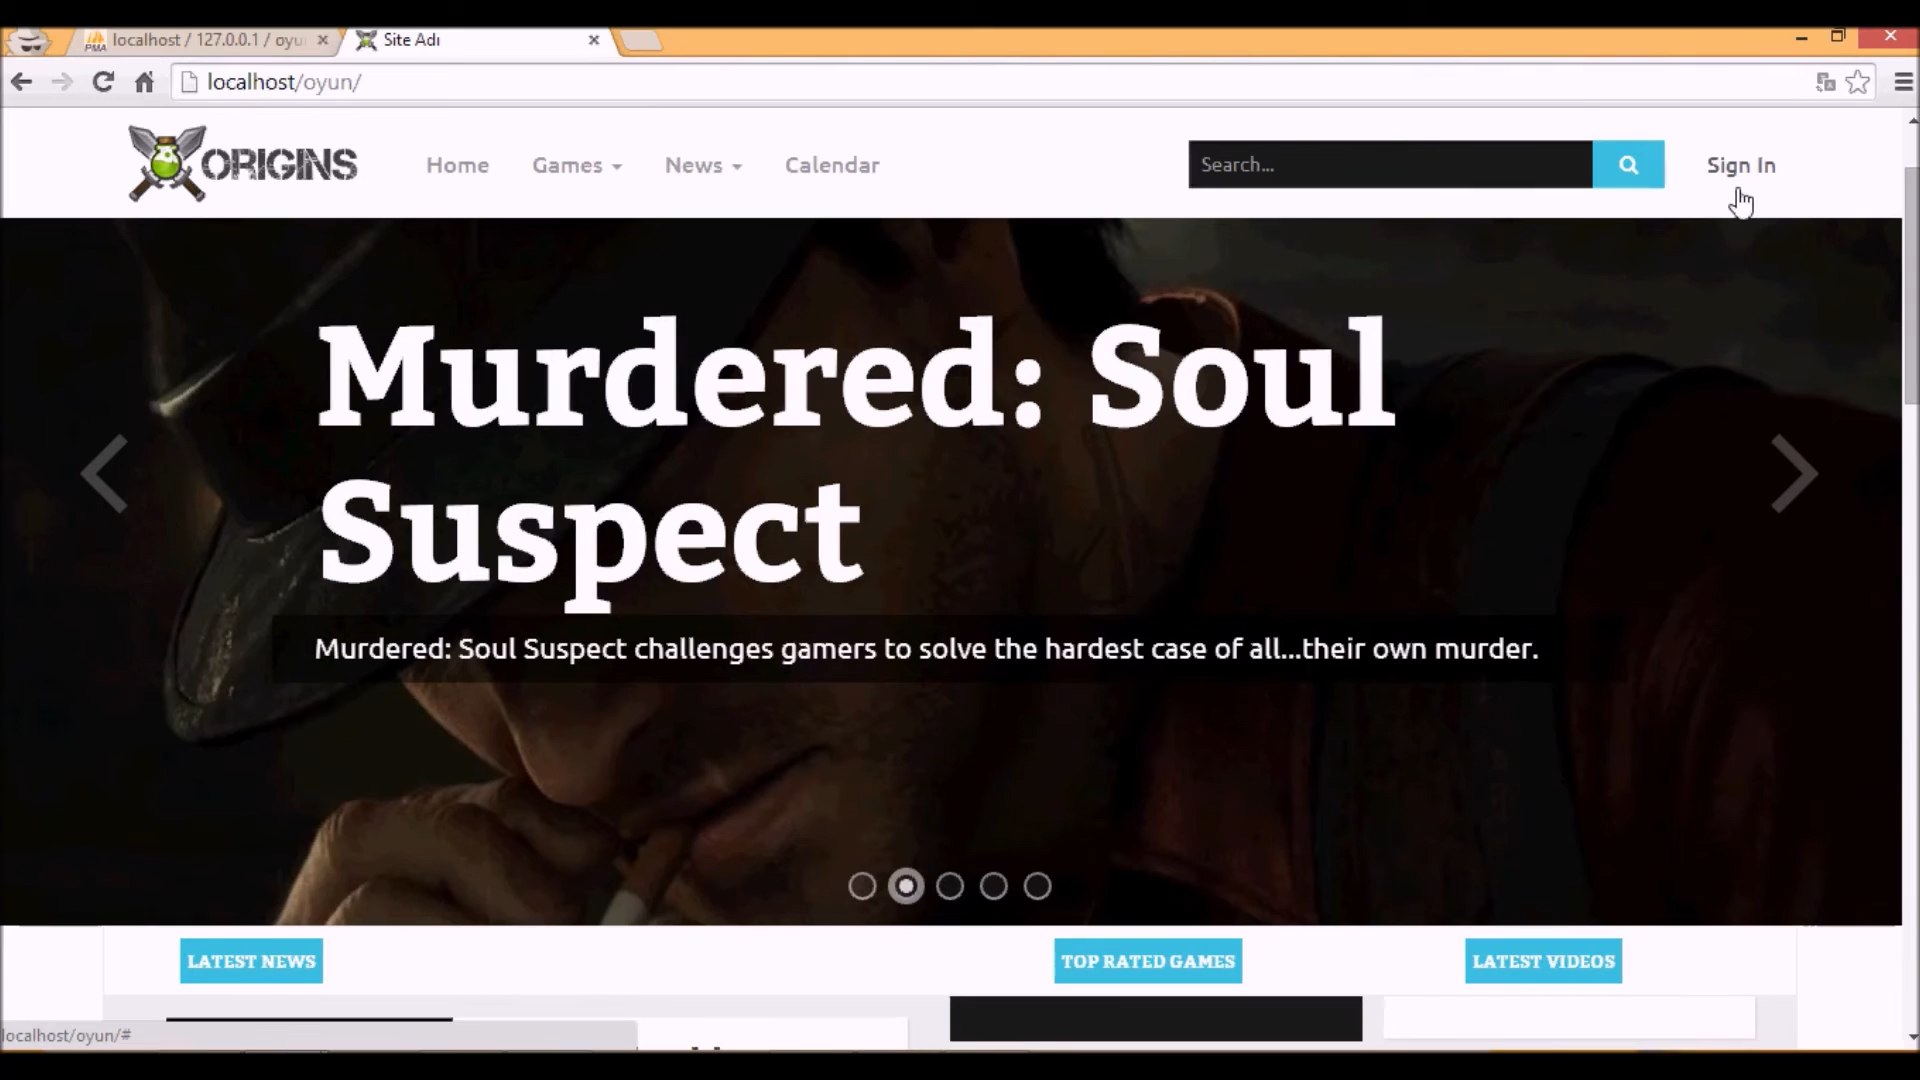 localhost / 127.0.0.1 / oyu
Site Adı
localhost/oyun/
ORIGINS
Home
Games
News
Calendar
Search...
Sign In
Murdered: Soul
Suspect
Murdered: Soul Suspect challenges gamers to solve the hardest case of all...their own murder.
LATEST NEWS
TOP RATED GAMES
LATEST VIDEOS
localhost/oyun/#